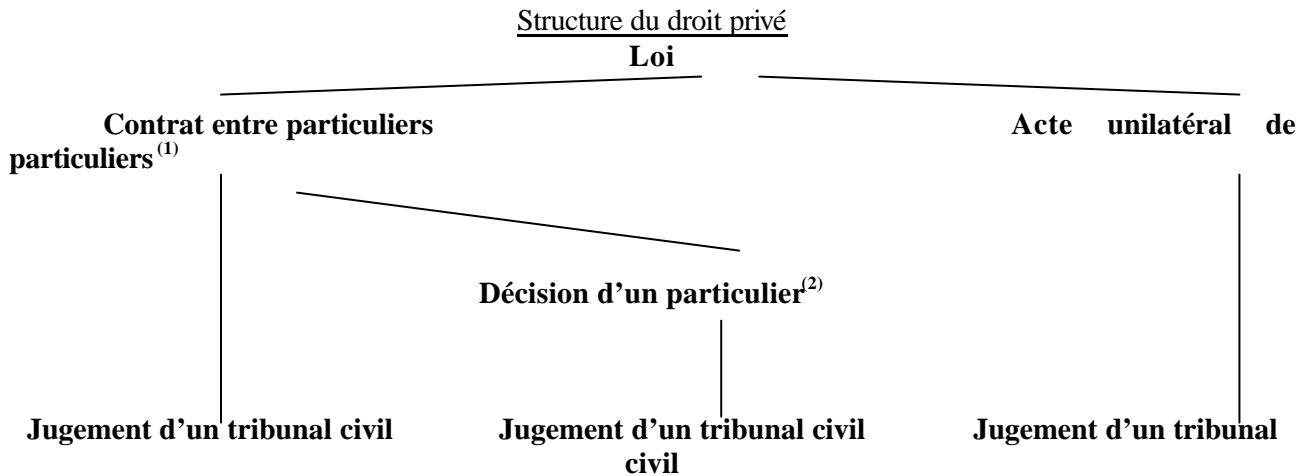 Structure du droit privé
Loi
Contrat entre particuliers Acte unilatéral de
particuliers (1)
Décision d’un particulier(2)
Jugement d’un tribunal civil Jugement d’un tribunal civil Jugement d’un tribunal
civil